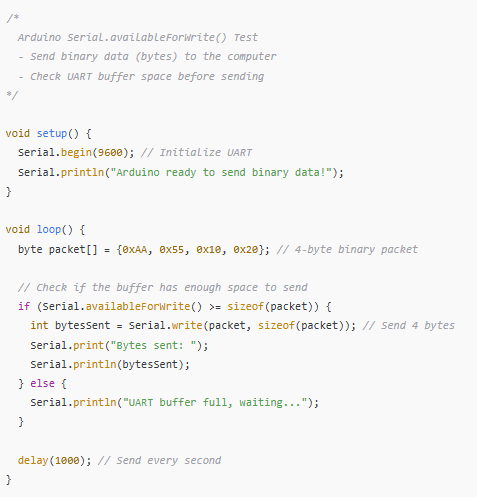 /*
  Arduino Serial.availableForWrite() Test
  - Send binary data (bytes) to the computer
  - Check UART buffer space before sending
*/

void setup() {
  Serial.begin(9600); // Initialize UART
  Serial.println("Arduino ready to send binary data!");
}

void loop() {
  byte packet[] = {0xAA, 0x55, 0x10, 0x20}; // 4-byte binary packet

  // Check if the buffer has enough space to send
  if (Serial.availableForWrite() >= sizeof(packet)) {
    int bytesSent = Serial.write(packet, sizeof(packet)); // Send 4 bytes
    Serial.print("Bytes sent: ");
    Serial.println(bytesSent);
  } else {
    Serial.println("UART buffer full, waiting...");
  }

  delay(1000); // Send every second
}